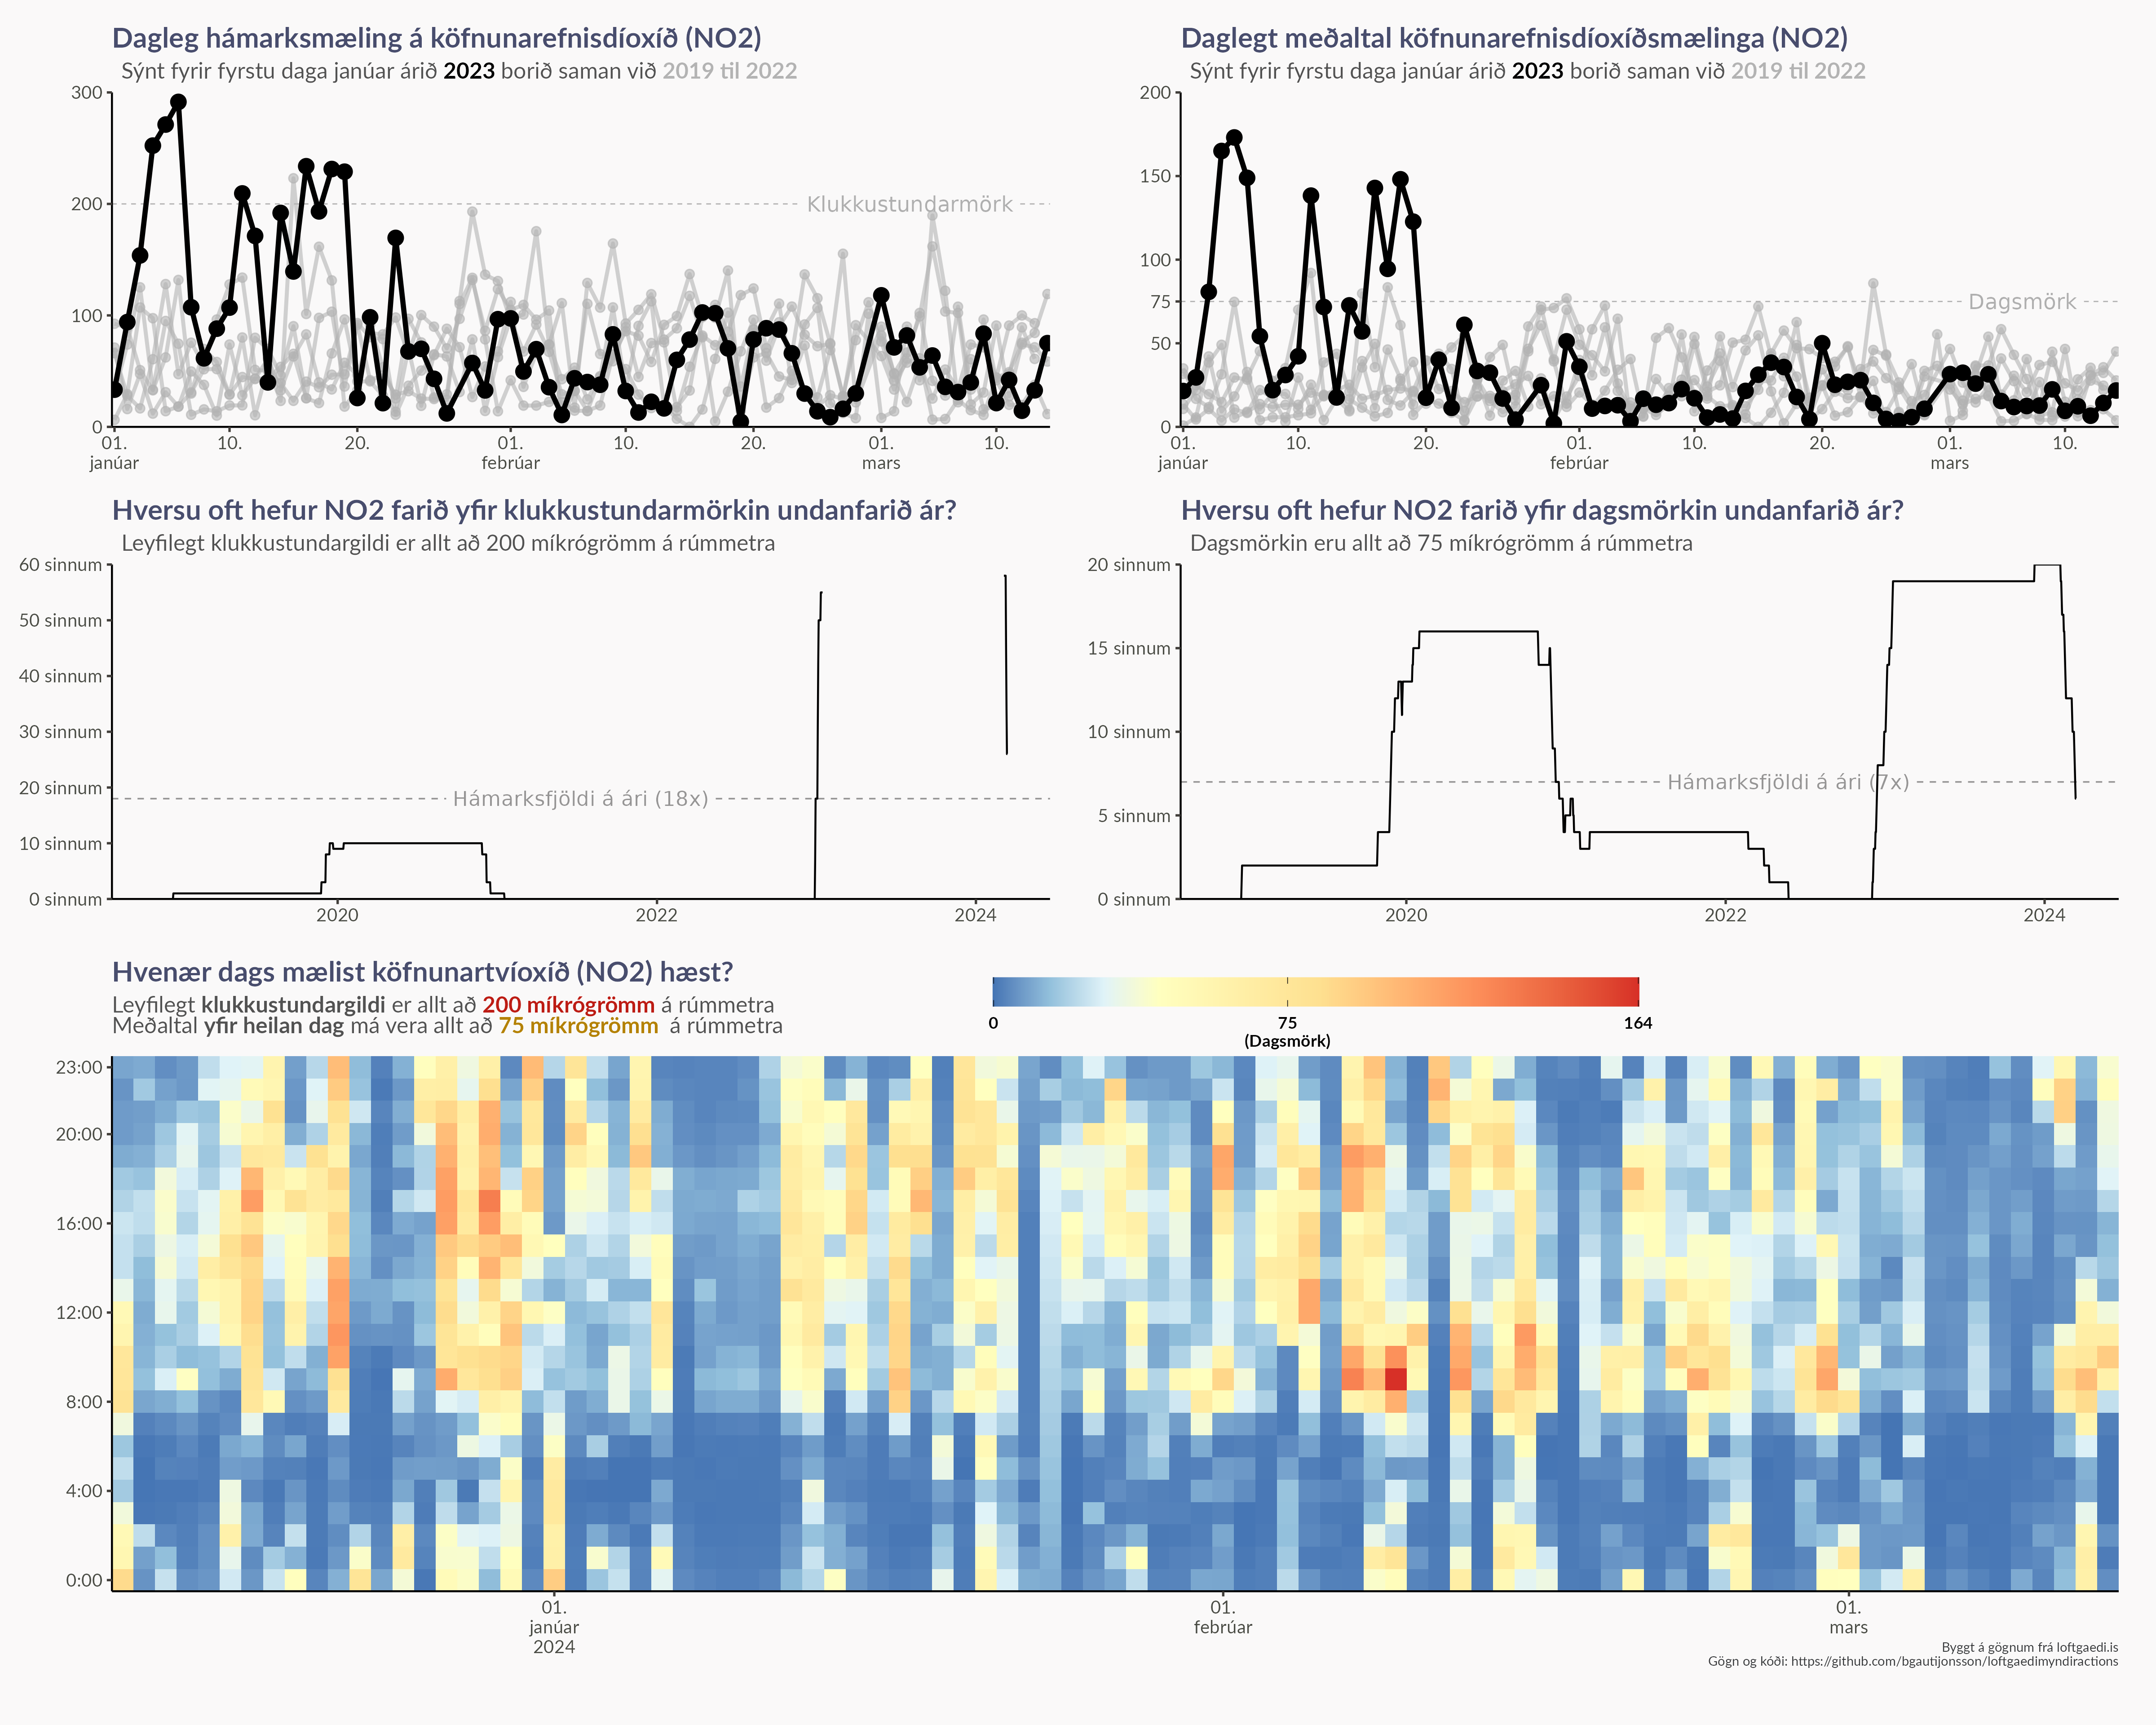 Dagleg hámarksmæling á köfnunarefnisdíoxíð (NO2)
Sýnt fyrir fyrstu daga janúar árið 2023 borið saman við 2019 til 2022
300
200
100
0
Klukkustundarmörk
01.
janúar
10.
20.
01.
febrúar
10.
20.
01.
mars
10.
Daglegt meðaltal köfnunarefnisdíoxíðsmælinga (NO2)
Sýnt fyrir fyrstu daga janúar árið 2023 borið saman við 2019 til 2022
200
150
100
75
50
0
Dagsmörk
01.
janúar
10.
20.
01.
febrúar
10.
20.
01.
mars
10.
Hversu oft hefur NO2 farið yfir klukkustundarmörkin undanfarið ár?
Leyfilegt klukkustundargildi er allt að 200 míkrógrömm á rúmmetra
60 sinnum
50 sinnum
40 sinnum
30 sinnum
20 sinnum
10 sinnum
0 sinnum
Hámarksfjöldi á ári (18x)
2020
2022
2024
Hversu oft hefur NO2 farið yfir dagsmörkin undanfarið ár?
Dagsmörkin eru allt að 75 míkrógrömm á rúmmetra
20 sinnum
15 sinnum
10 sinnum
5 sinnum
0 sinnum
Hámarksfjöldi á ári (7x)
2020
2022
2024
Hvenær dags mælist köfnunartvíoxíð (NO2) hæst?
Leyfilegt klukkustundargildi er allt að 200 míkrógrömm á rúmmetra
Meðaltal yfir heilan dag má vera allt að 75 míkrógrömm á rúmmetra
0
75
(Dagsmörk)
164
23:00
20:00
16:00
12:00
8:00
4:00
0:00
01.
janúar
2024
01.
febrúar
01.
mars
Byggt á gögnum frá loftgaedi.is
Gögn og kóði: https://github.com/bgautijonsson/loftgaedimyndiractions